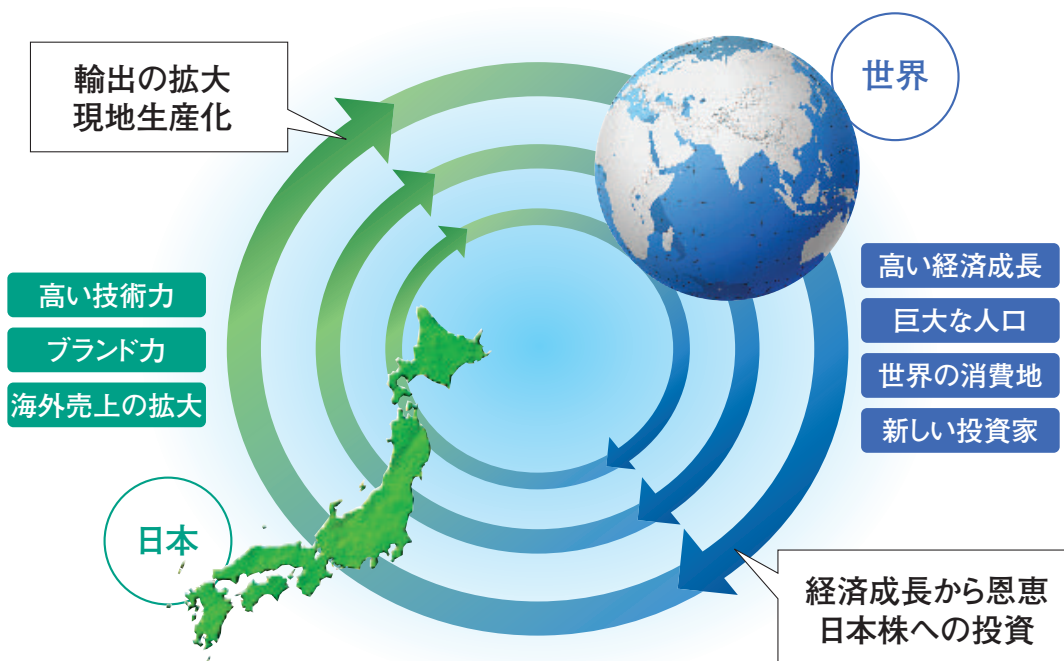 輸出の拡大
現地生産化
世界
高い技術力
ブランド力
海外売上の拡大
高い経済成長
巨大な人口
世界の消費地
新しい投資家
日本
経済成長から恩恵
日本株への投資